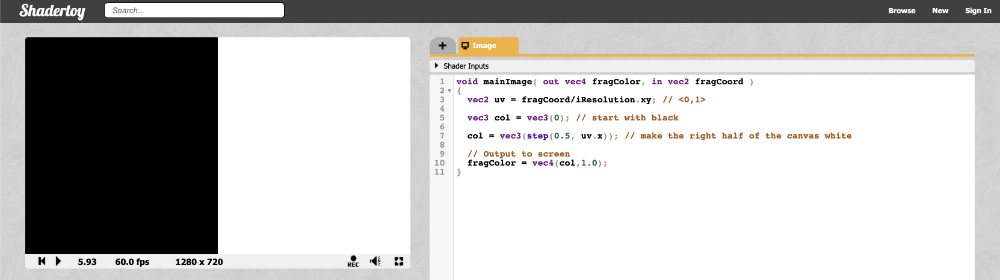 Shadertoy Search... Browse New Sign In
+ Image
Shader Inputs
1 void mainImage( out vec4 fragColor, in vec2 fragCoord )
2 {
3 vec2 uv = fragCoord/iResolution.xy; // <0,1>
4
5 vec3 col = vec3(0); // start with black
6
7 col = vec3(step(0.5, uv.x)); // make the right half of the canvas white
8
9 // Output to screen
10 fragColor = vec4(col,1.0);
11 }
5.93 60.0 fps 1280 x 720 REC